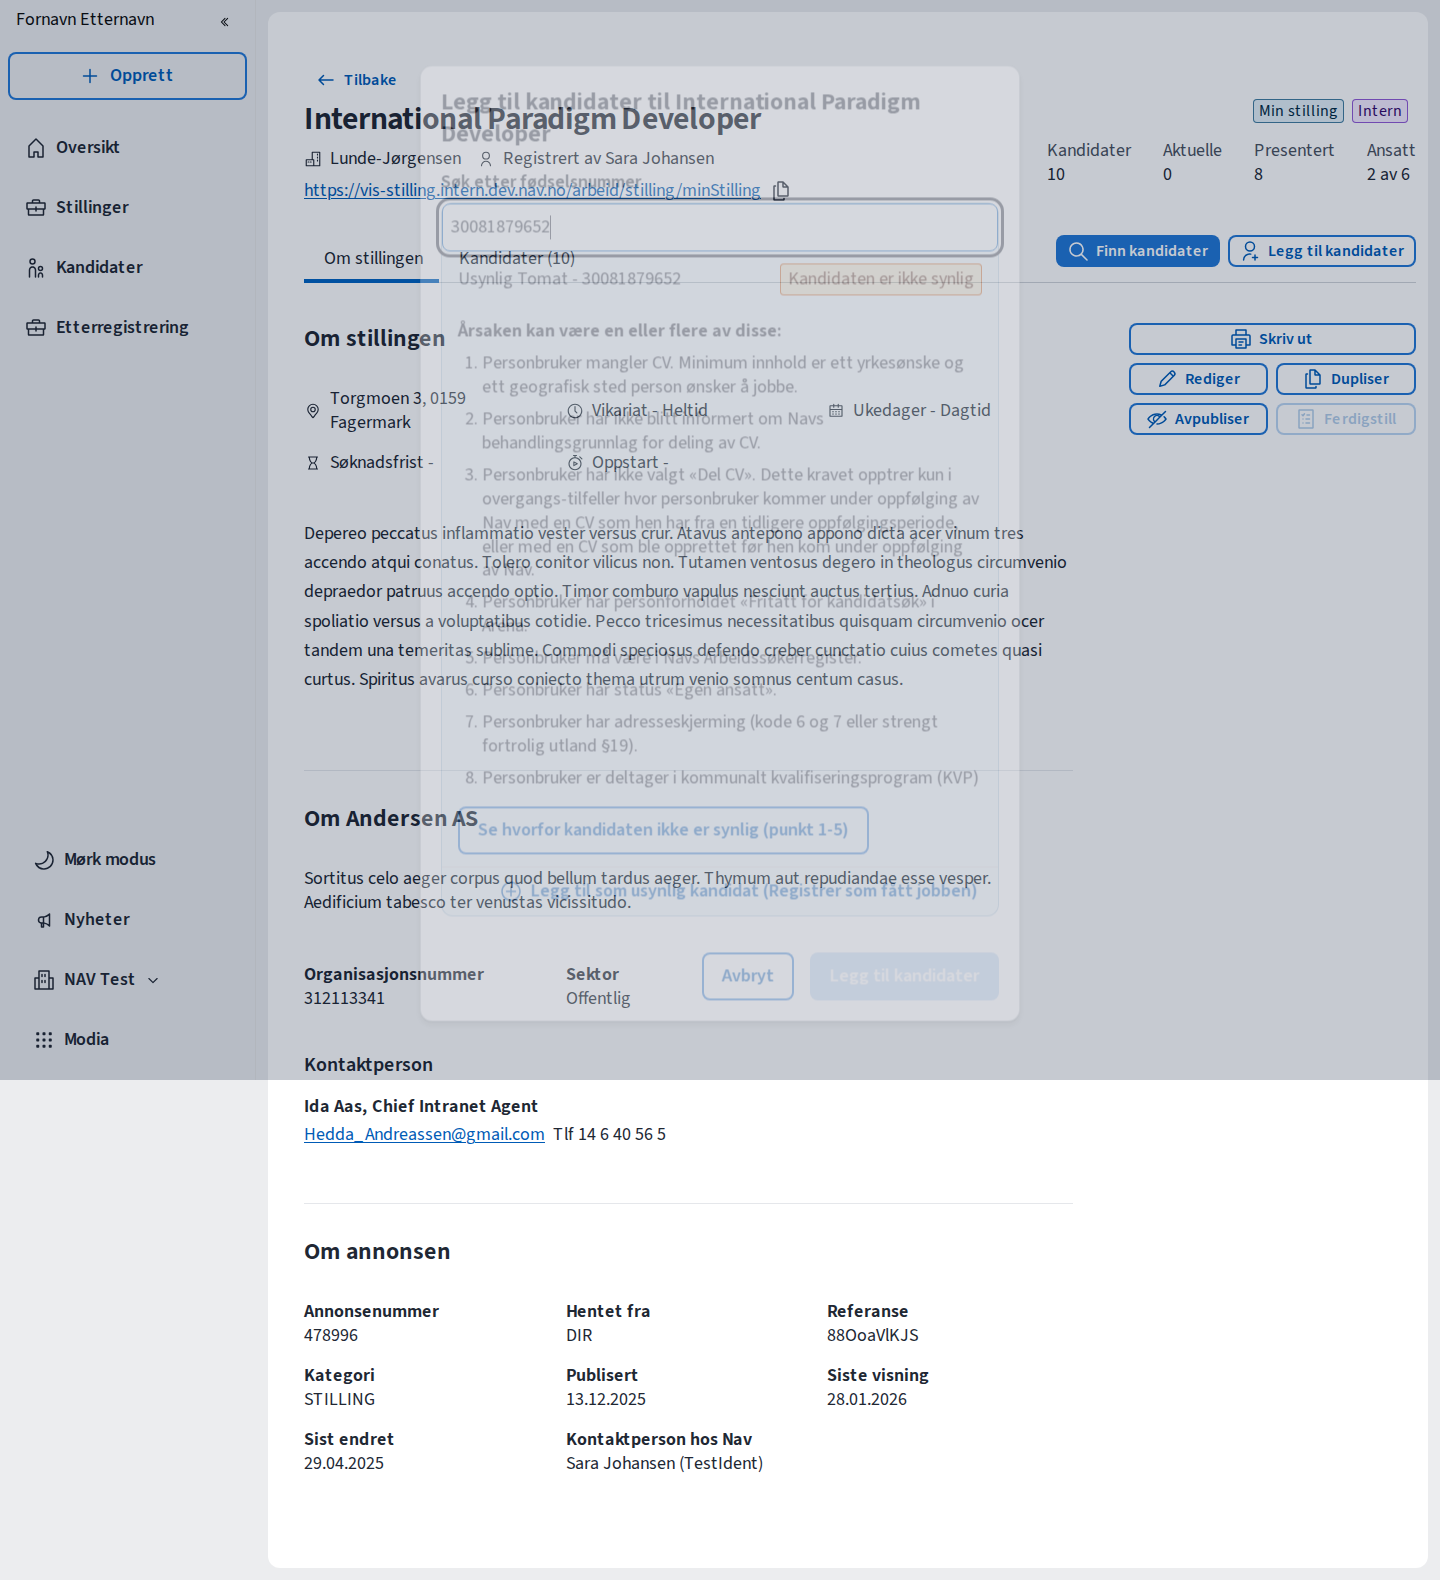 Fornavn Etternavn
Opprett
Oversikt
Stillinger
Kandidater
Etterregistrering
Mørk modus
Nyheter
NAV Test
Modia
Tilbake
International Paradigm Developer
Lunde-Jørgensen Registrert av Sara Johansen
https://vis-stilling.intern.dev.nav.no/arbeid/stilling/minStilling
Min stilling Intern
Kandidater Aktuelle Presentert Ansatt
10 0 8 2 av 6
Om stillingen Kandidater (10)
Finn kandidater Legg til kandidater
Om stillingen
Torgmoen 3, 0159
Fagermark
Vikariat - Heltid
Ukedager - Dagtid
Søknadsfrist -
Oppstart -
Skriv ut
Rediger Dupliser
Avpubliser Ferdigstill
Depereo peccatus inflammatio vester versus crur. Atavus antepono appono dicta acer vinum tres
accendo atqui conatus. Tolero conitor vilicus non. Tutamen ventosus degero in theologus circumvenio
depraedor patruus accendo optio. Timor comburo vapulus nesciunt auctus tertius. Adnuo curia
spoliatio versus a voluptatibus cotidie. Pecco tricesimus necessitatibus quisquam circumvenio ocer
tandem una temeritas sublime. Commodi speciosus defendo creber cunctatio cuius cometes quasi
curtus. Spiritus avarus curso coniecto thema utrum venio somnus centum casus.
Om Andersen AS
Sortitus celo aeger corpus quod bellum tardus aeger. Thymum aut repudiandae esse vesper.
Aedificium tabesco ter venustas vicissitudo.
Organisasjonsnummer
312113341
Sektor
Offentlig
Kontaktperson
Ida Aas, Chief Intranet Agent
Hedda_Andreassen@gmail.com Tlf 14 6 40 56 5
Om annonsen
Annonsenummer Hentet fra Referanse
478996 DIR 88OoaVlKJS
Kategori Publisert Siste visning
STILLING 13.12.2025 28.01.2026
Sist endret Kontaktperson hos Nav
29.04.2025 Sara Johansen (TestIdent)
Legg til kandidater til International Paradigm
Developer
Søk etter fødselsnummer
30081879652
Usynlig Tomat - 30081879652
Kandidaten er ikke synlig
Årsaken kan være en eller flere av disse:
1. Personbruker mangler CV. Minimum innhold er ett yrkesønske og
ett geografisk sted person ønsker å jobbe.
2. Personbruker har ikke blitt informert om Navs
behandlingsgrunnlag for deling av CV.
3. Personbruker har ikke valgt «Del CV». Dette kravet opptrer kun i
overgangs-tilfeller hvor personbruker kommer under oppfølging av
Nav med en CV som hen har fra en tidligere oppfølgingsperiode,
eller med en CV som ble opprettet før hen kom under oppfølging
av Nav.
4. Personbruker har personforholdet «Fritatt for kandidatsøk» i
Arena.
5. Personbruker må være i Navs Arbeidssøkerregister.
6. Personbruker har status «Egen ansatt».
7. Personbruker har adresseskjerming (kode 6 og 7 eller strengt
fortrolig utland §19).
8. Personbruker er deltager i kommunalt kvalifiseringsprogram (KVP)
Se hvorfor kandidaten ikke er synlig (punkt 1-5)
Legg til som usynlig kandidat (Registrer som fått jobben)
Avbryt Legg til kandidater